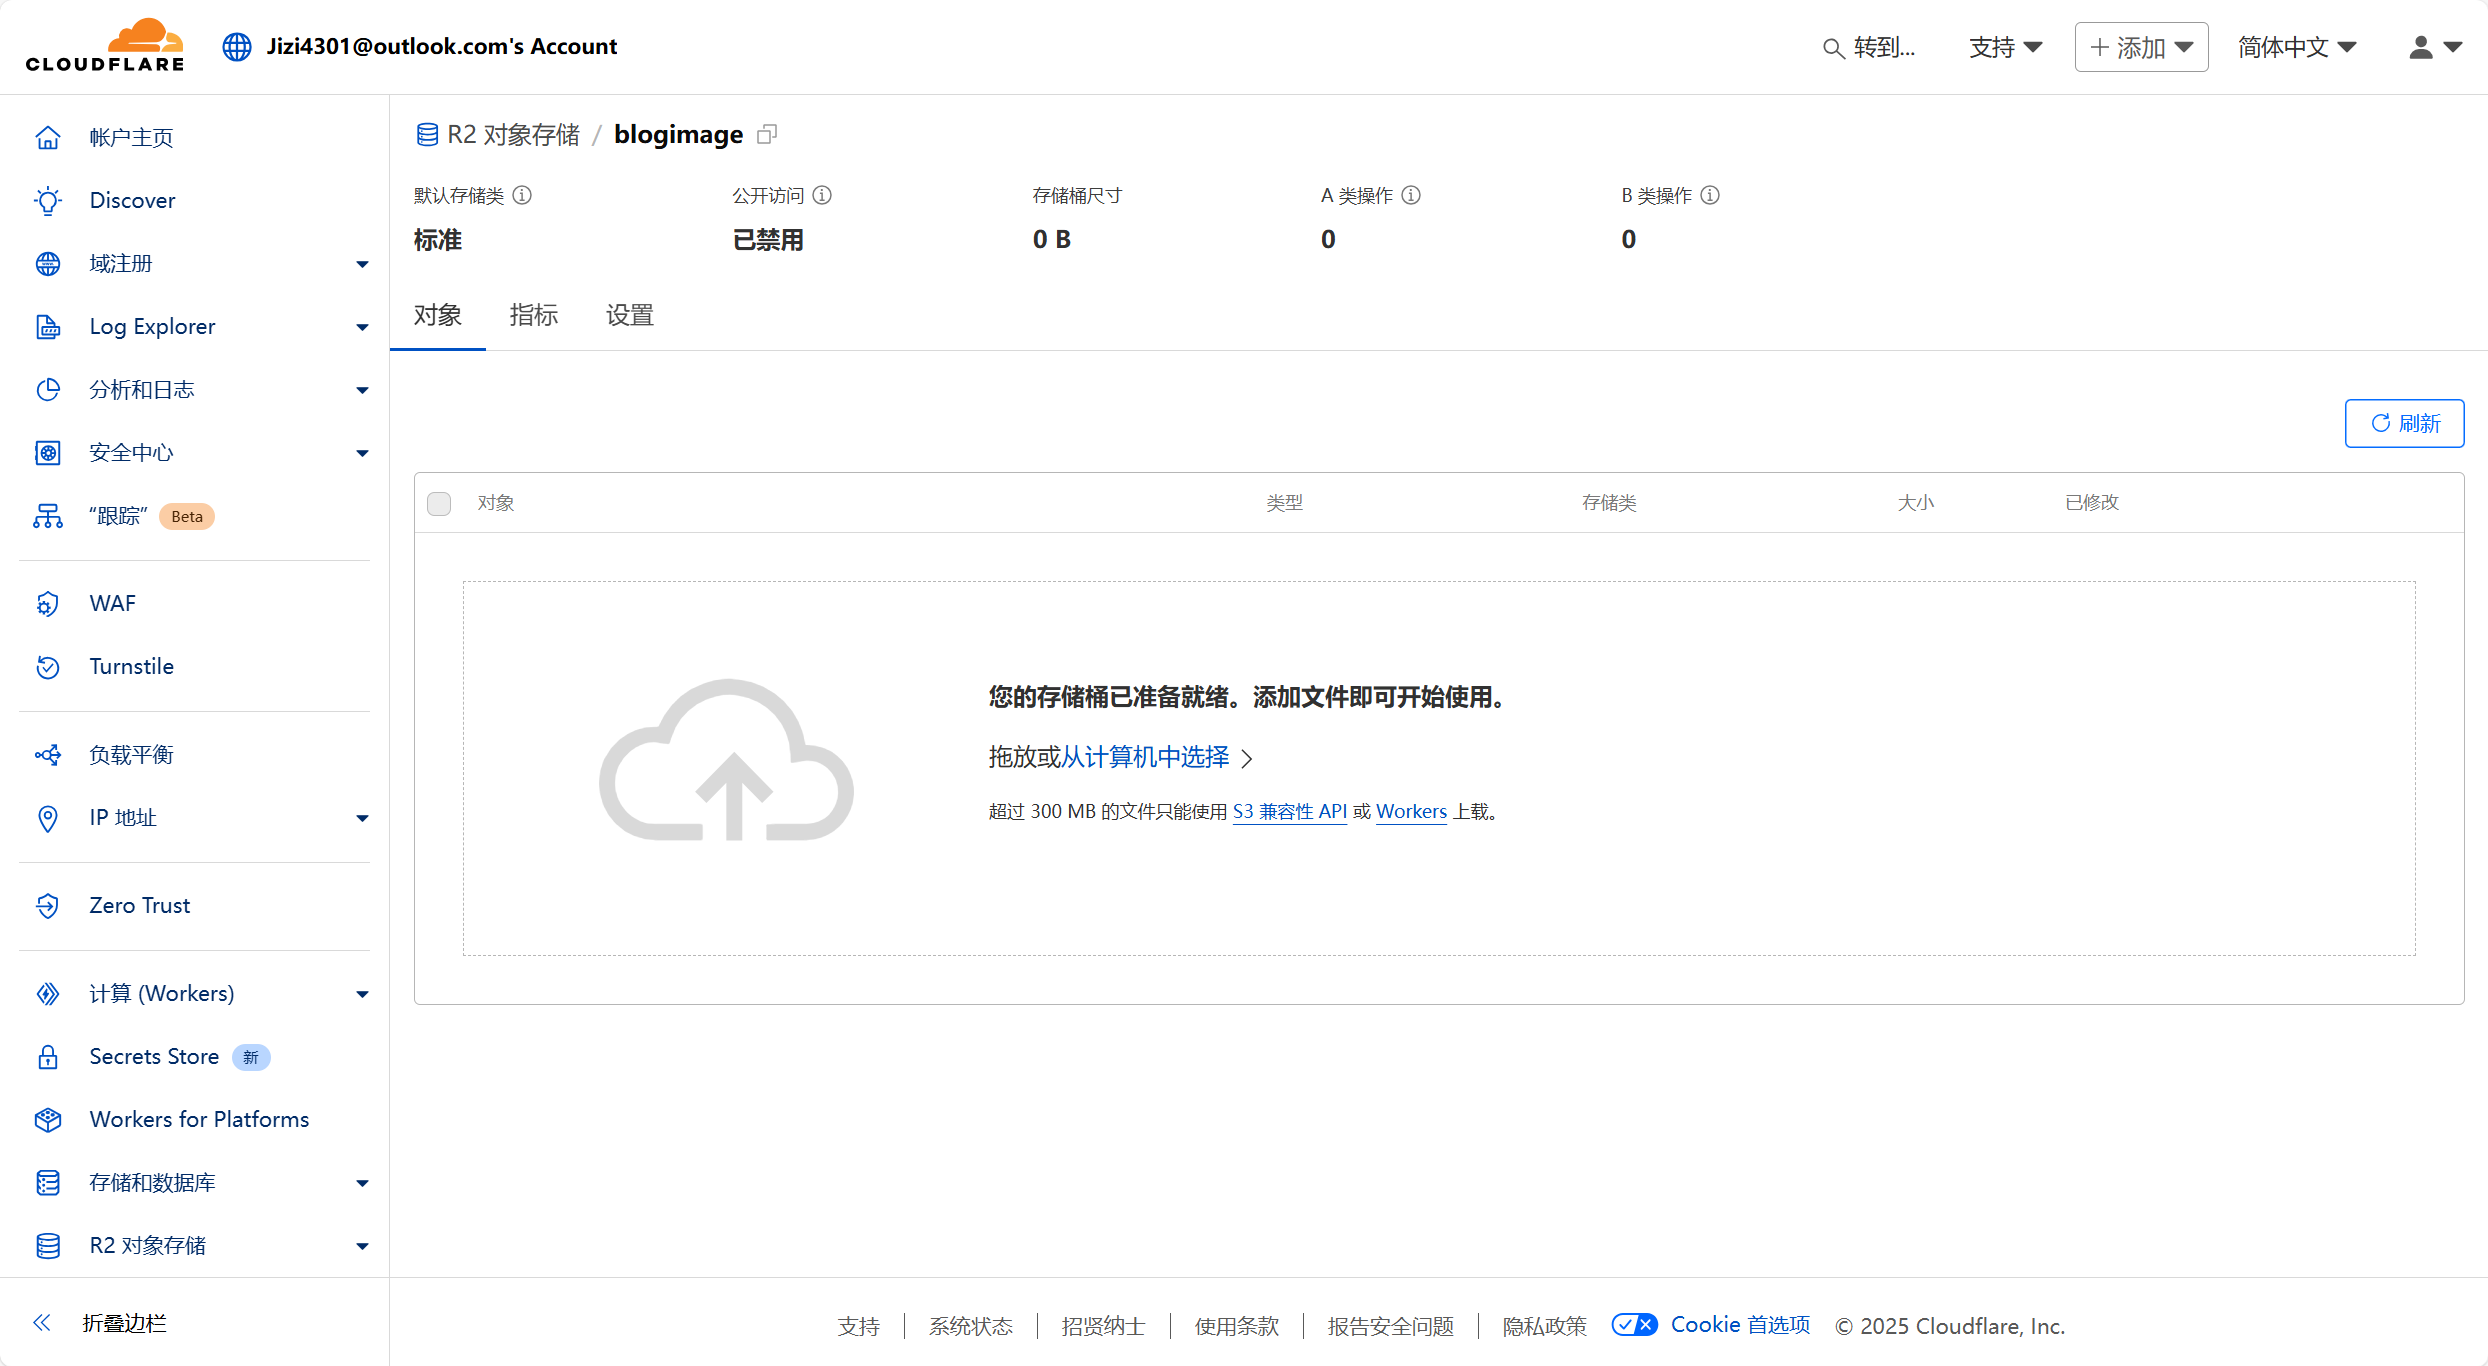 CLOUDFLARE
Jizi4301@outlook.com's Account
转到...
支持
添加
简体中文
帐户主页
Discover
域注册
Log Explorer
分析和日志
安全中心
“跟踪” Beta
WAF
Turnstile
负载平衡
IP 地址
Zero Trust
计算 (Workers)
Secrets Store 新
Workers for Platforms
存储和数据库
R2 对象存储
折叠边栏
R2 对象存储 / blogimage
默认存储类
标准
公开访问
已禁用
存储桶尺寸
0 B
A 类操作
0
B 类操作
0
对象
指标
设置
刷新
对象
类型
存储类
大小
已修改
您的存储桶已准备就绪。添加文件即可开始使用。
拖放或从计算机中选择
超过 300 MB 的文件只能使用 S3 兼容性 API 或 Workers 上载。
支持
系统状态
招贤纳士
使用条款
报告安全问题
隐私政策
Cookie 首选项
© 2025 Cloudflare, Inc.